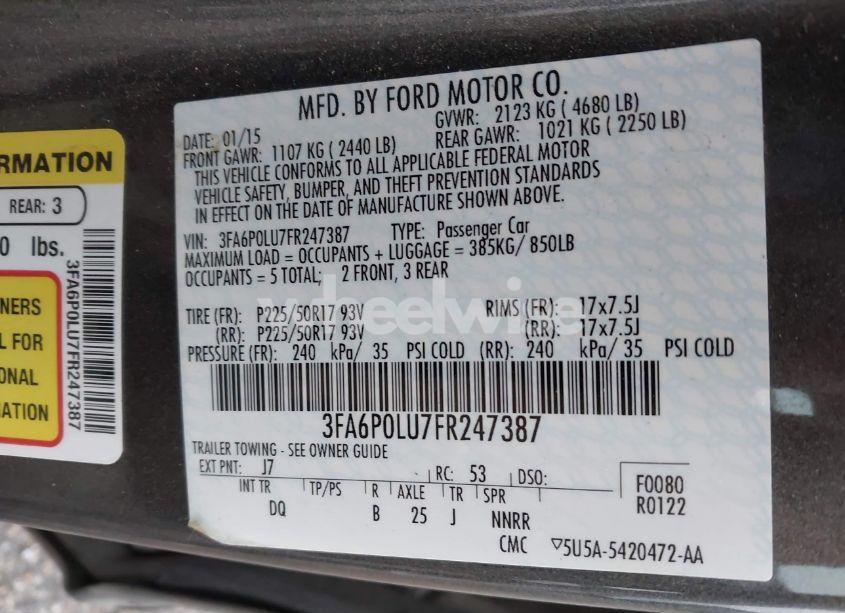 MFD. BY FORD MOTOR CO.
DATE: 01/15 GVWR: 2123 KG ( 4680 LB)
FRONT GAWR: 1107 KG ( 2440 LB) REAR GAWR: 1021 KG ( 2250 LB)
THIS VEHICLE CONFORMS TO ALL APPLICABLE FEDERAL MOTOR
VEHICLE SAFETY, BUMPER, AND THEFT PREVENTION STANDARDS
IN EFFECT ON THE DATE OF MANUFACTURE SHOWN ABOVE.
VIN: 3FA6P0LU7FR247387 TYPE: Passenger Car
MAXIMUM LOAD = OCCUPANTS + LUGGAGE = 385KG/ 850LB
OCCUPANTS = 5 TOTAL; 2 FRONT, 3 REAR
wheelwire
TIRE (FR): P225/50R17 93V RIMS (FR): 17x7.5J
(RR): P225/50R17 93V (RR): 17x7.5J
PRESSURE (FR): 240 kPa/ 35 PSI COLD (RR): 240 kPa/ 35 PSI COLD
3FA6P0LU7FR247387
TRAILER TOWING - SEE OWNER GUIDE
EXT PNT: J7 RC: 53 DSO:
INT TR TP/PS R AXLE TR SPR
DQ B 25 J NNRR
F0080
R0122
CMC ▽5U5A-5420472-AA
ORMATION
REAR: 3
0 lbs.
NERS
L FOR
ONAL
MATION
3FA6P0LU7FR247387